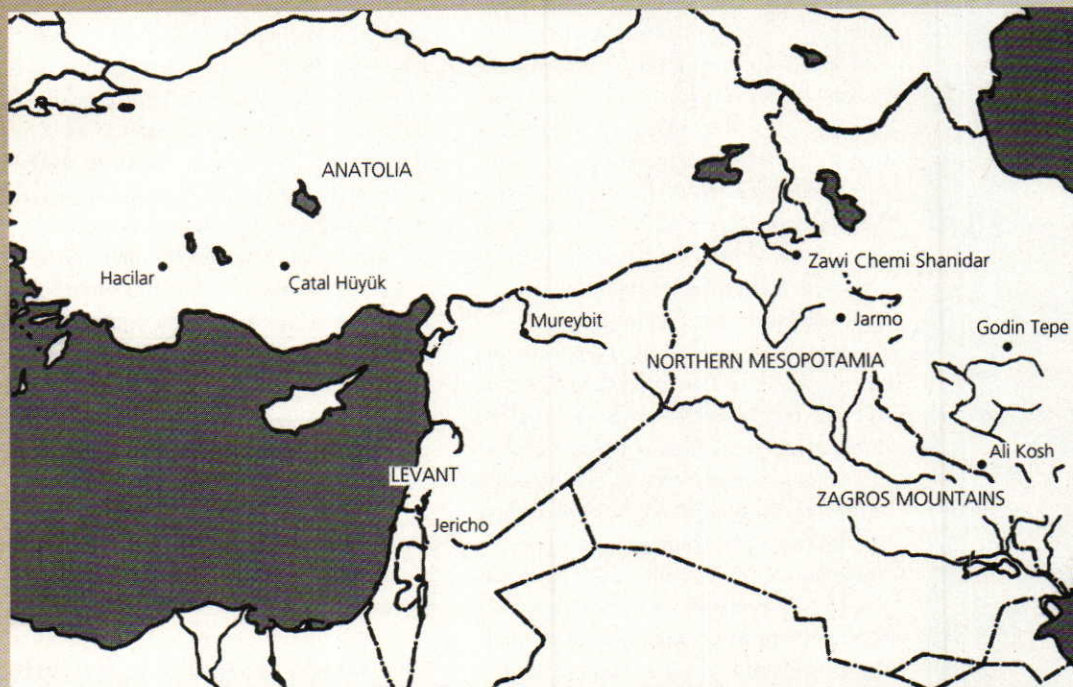 ANATOLIA
Hacilar
Çatal Hüyük
Zawi Chemi Shanidar
Mureybit
Jarmo
Godin Tepe
NORTHERN MESOPOTAMIA
Ali Kosh
LEVANT
ZAGROS MOUNTAINS
Jericho